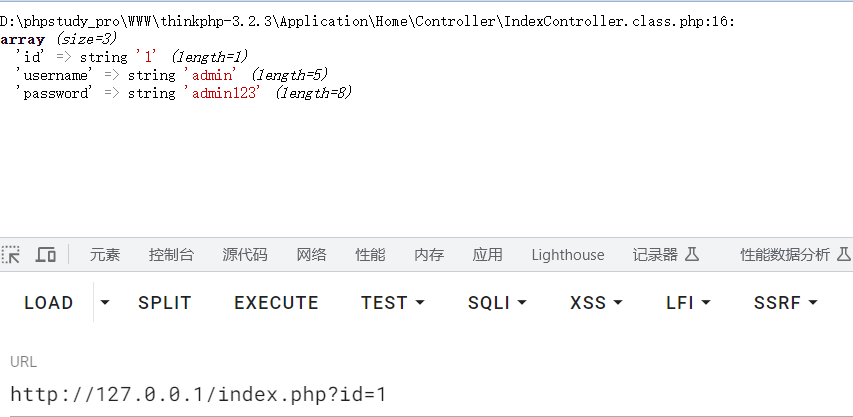 D:\phpstudy_pro\WWW\thinkphp-3.2.3\Application\Home\Controller\IndexController.class.php:16:
array (size=3)
'id' => string '1' (length=1)
'username' => string 'admin' (length=5)
'password' => string 'admin123' (length=8)
元素 控制台 源代码 网络 性能 内存 应用 Lighthouse 记录器 性能数据分析
LOAD SPLIT EXECUTE TEST SQLI XSS LFI SSRF
URL
http://127.0.0.1/index.php?id=1